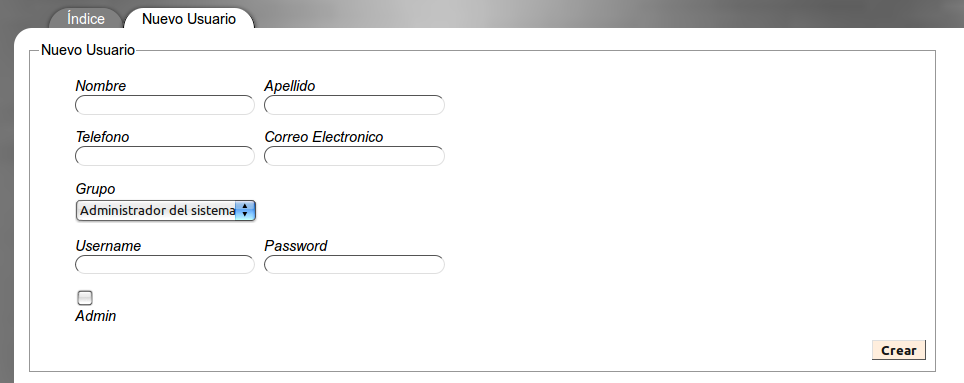 Índice Nuevo Usuario
Nuevo Usuario
Nombre Apellido
Telefono Correo Electronico
Grupo
Administrador del sistema
Username Password
Admin
Crear